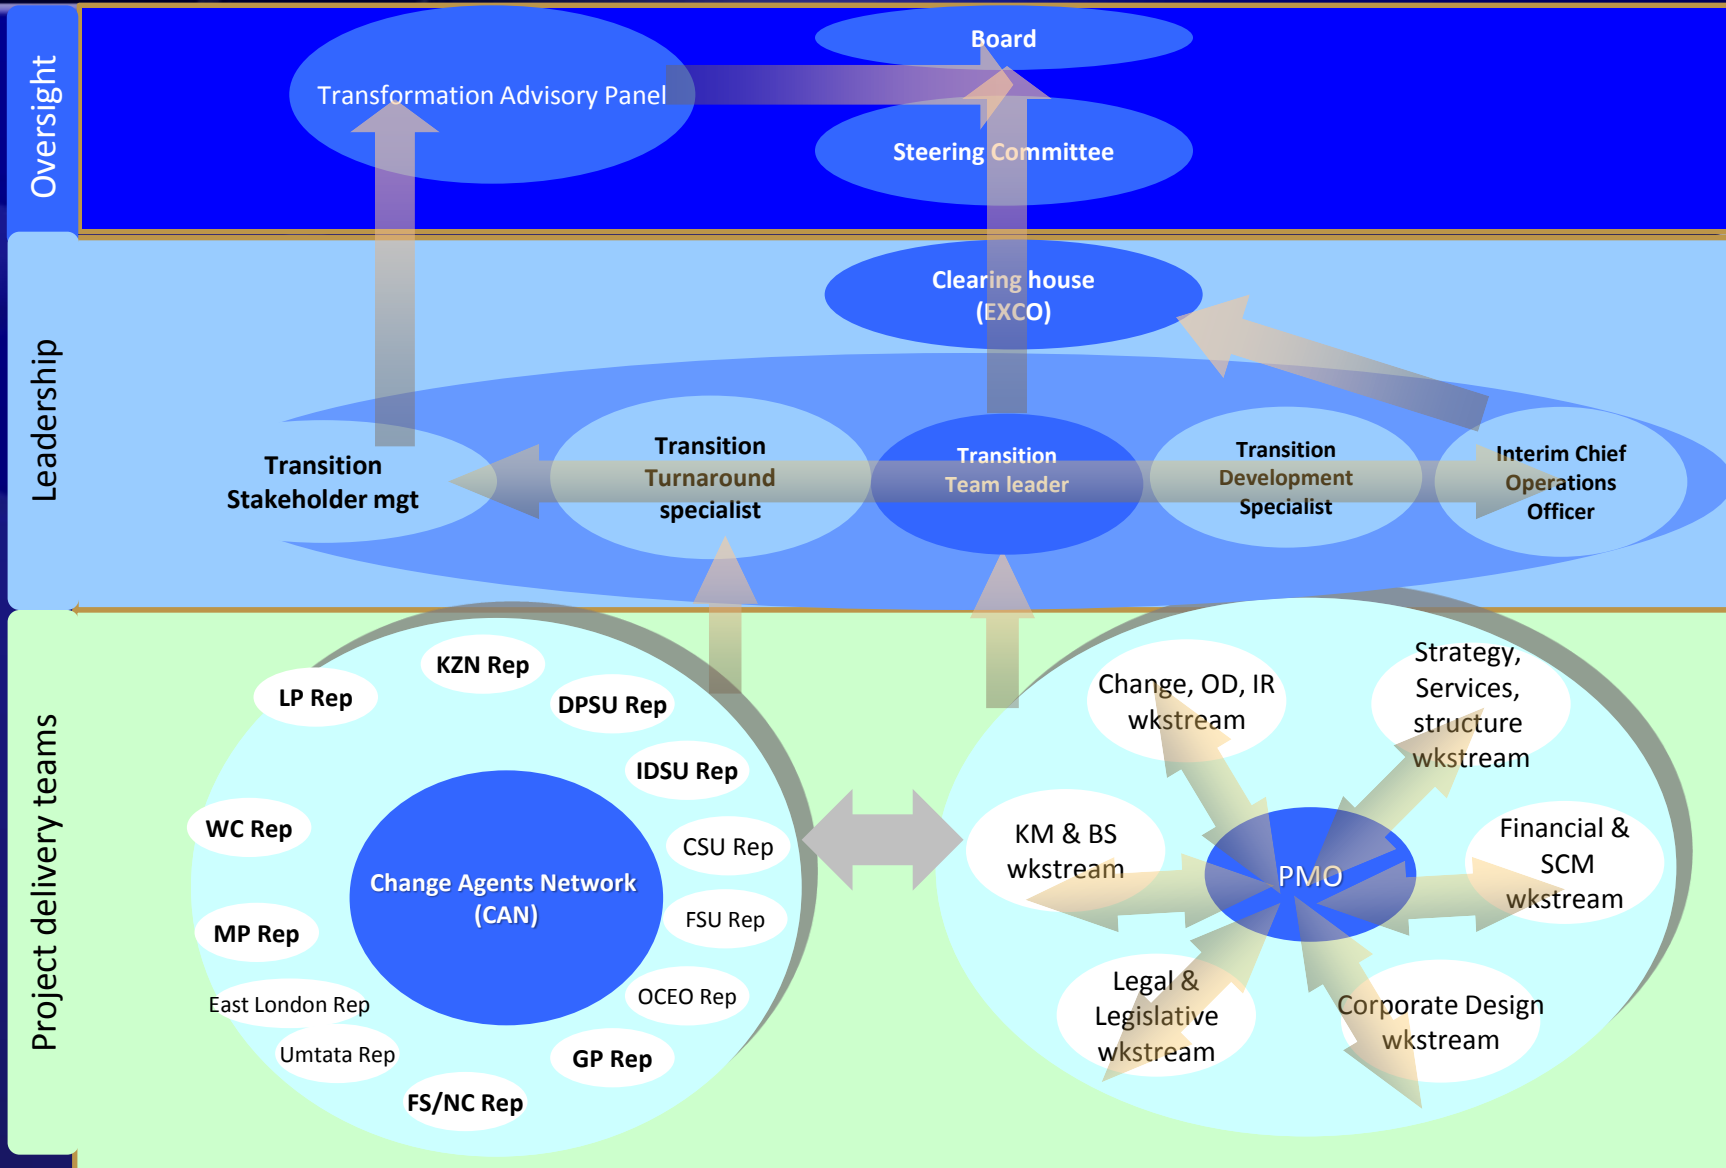 Oversight
Board
Transformation Advisory Panel
Steering Committee
Leadership
Clearing house
(EXCO)
Transition
Stakeholder mgt
Transition
Turnaround
specialist
Transition
Team leader
Transition
Development
Specialist
Interim Chief
Operations
Officer
Project delivery teams
KZN Rep
LP Rep
DPSU Rep
IDSU Rep
WC Rep
CSU Rep
Change Agents Network
(CAN)
FSU Rep
MP Rep
East London Rep
OCEO Rep
Umtata Rep
GP Rep
FS/NC Rep
Change, OD, IR
wkstream
Strategy,
Services,
structure
wkstream
KM & BS
wkstream
PMO
Financial &
SCM
wkstream
Legal &
Legislative
wkstream
Corporate Design
wkstream